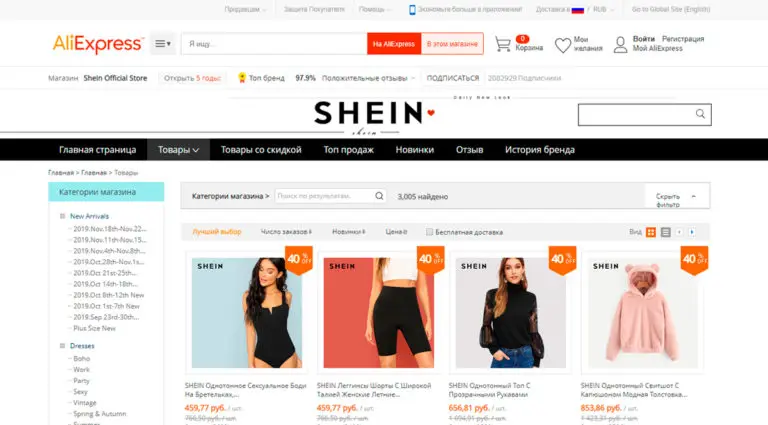 Продавцам Защита Покупателя Помощь Экономьте больше в приложении! Доставка в / RUB Go to Global Site (English)
AliExpress Я ищу... На AliExpress В этом магазине 0 Корзина Мои желания Войти Регистрация Мой AliExpress
Магазин Shein Official Store Открыть 5 годы: Топ бренд 97.9% Положительные отзывы ПОДПИСАТЬСЯ 2082929 Подписчики
Daily New Look
SHEIN
shein
Главная страница Товары Товары со скидкой Топ продаж Новинки Отзыв История бренда
Главная > Главная > Товары
Категории магазина
New Arrivals
2019.Nov.18th-Nov.22...
2019.Nov.11th-Nov.15...
2019.Nov.4th-Nov.8th...
2019.Oct.28th-Nov.1s...
2019.Oct 21st-25th...
2019.Oct 14th-18th...
2019.Oct 8th-12th New
2019.Oct 1st-7th New
2019.Sep 23rd-30th...
Plus Size New
Dresses
Boho
Work
Party
Sexy
Vintage
Spring & Autumn
Summer
Категории магазина > Поиск по результатам. 3,005 найдено Скрыть фильтр
Лучший выбор Число заказов Новинки Цена Бесплатная доставка Вид
SHEIN 40 % OFF
SHEIN 40 % OFF
SHEIN 40 % OFF
SHEIN 40 % OFF
SHEIN Однотонное Сексуальное Боди На Бретельках,...
459,77 руб. / шт.
766,50 руб. / шт.
SHEIN Леггинсы Шорты С Широкой Талией Женские Летние...
459,77 руб. / шт.
766,50 руб. / шт.
SHEIN Однотонный Топ С Прозрачными Рукавами
656,81 руб. / шт.
1 094,91 руб. / шт.
SHEIN Однотонный Свитшот С Капюшоном Модная Толстовка...
853,86 руб. / шт.
1 423,31 руб. / шт.